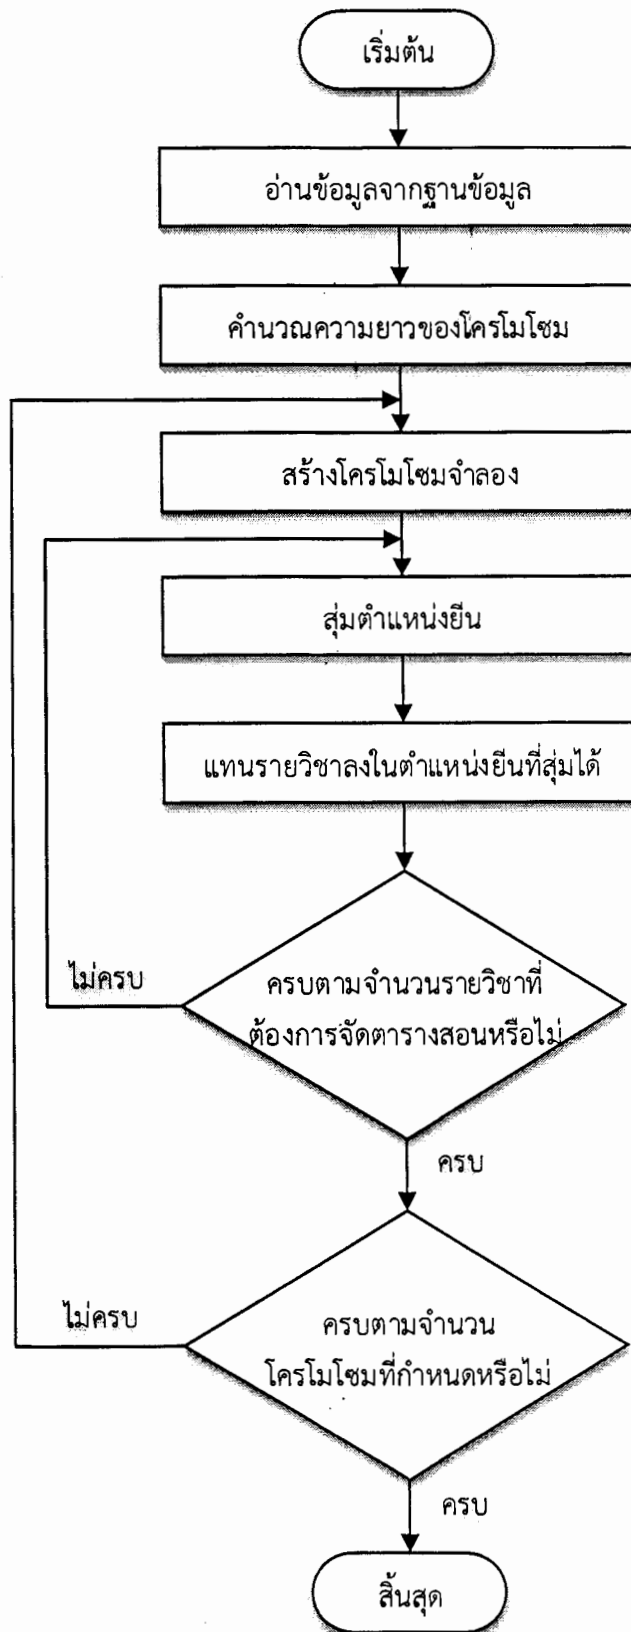 เริ่มต้น
อ่านข้อมูลจากฐานข้อมูล
คำนวณความยาวของโครโมโซม
สร้างโครโมโซมจำลอง
สุ่มตำแหน่งยีน
แทนรายวิชาลงในตำแหน่งยีนที่สุ่มได้
ไม่ครบ
ครบตามจำนวนรายวิชาที่
ต้องการจัดตารางสอนหรือไม่
ครบ
ไม่ครบ
ครบตามจำนวน
โครโมโซมที่กำหนดหรือไม่
ครบ
สิ้นสุด